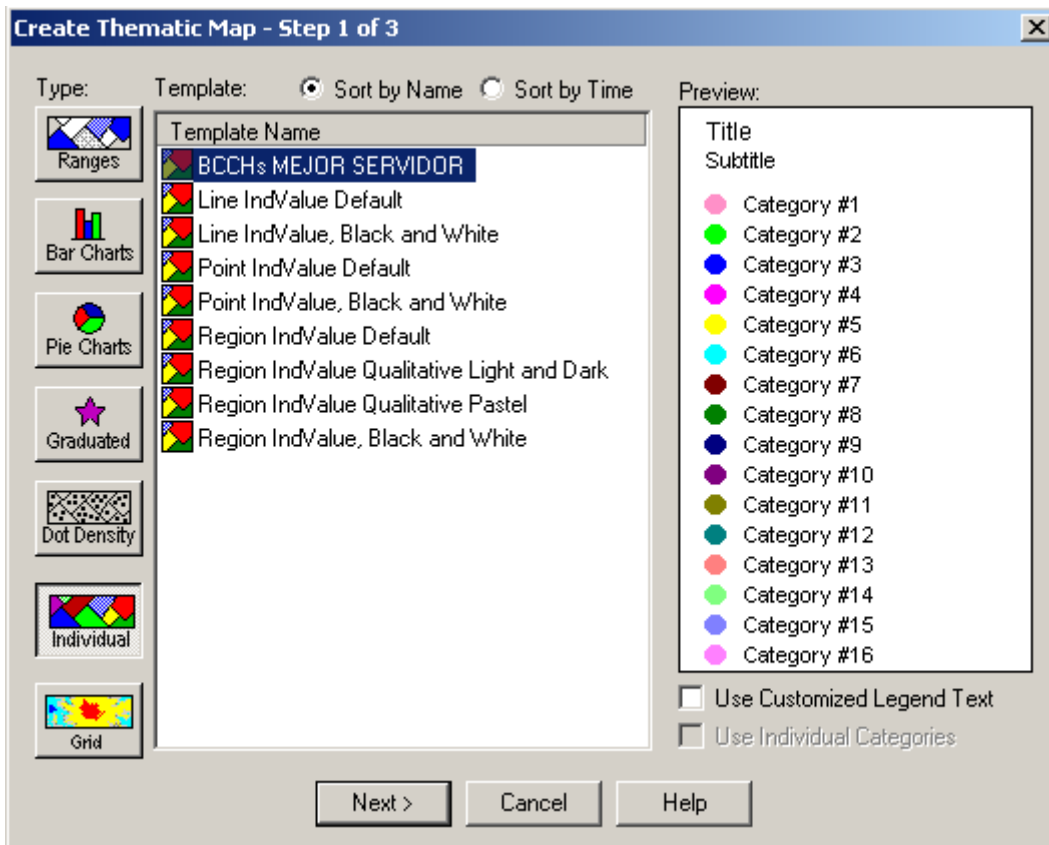 Create Thematic Map - Step 1 of 3
Type:
Ranges
Bar Charts
Pie Charts
Graduated
Dot Density
Individual
Grid
Template:
Sort by Name
Sort by Time
Template Name
BCCHs MEJOR SERVIDOR
Line IndValue Default
Line IndValue, Black and White
Point IndValue Default
Point IndValue, Black and White
Region IndValue Default
Region IndValue Qualitative Light and Dark
Region IndValue Qualitative Pastel
Region IndValue, Black and White
Preview:
Title
Subtitle
Category #1
Category #2
Category #3
Category #4
Category #5
Category #6
Category #7
Category #8
Category #9
Category #10
Category #11
Category #12
Category #13
Category #14
Category #15
Category #16
Use Customized Legend Text
Use Individual Categories
Next >
Cancel
Help